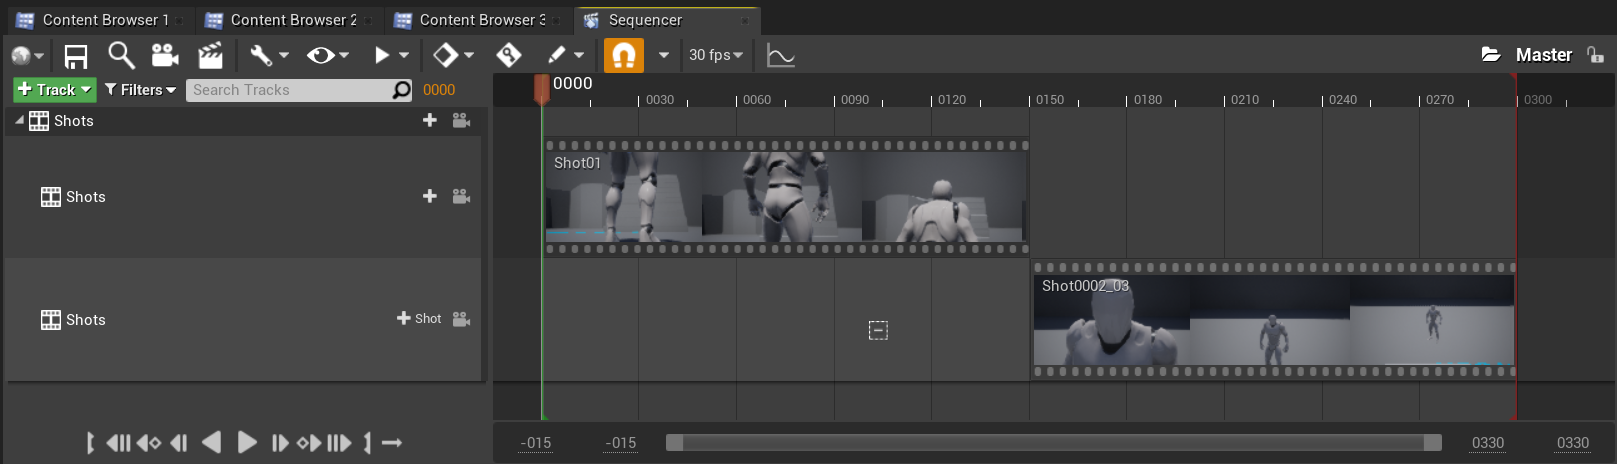 Content Browser 1 Content Browser 2 Content Browser 3 Sequencer
30 fps Master
Track Filters Search Tracks 0000 0000
0030 0060 0090 0120 0150 0180 0210 0240 0270 0300
Shots
Shot01
Shots
Shot0002_03
Shots Shot
-015 -015 0330 0330